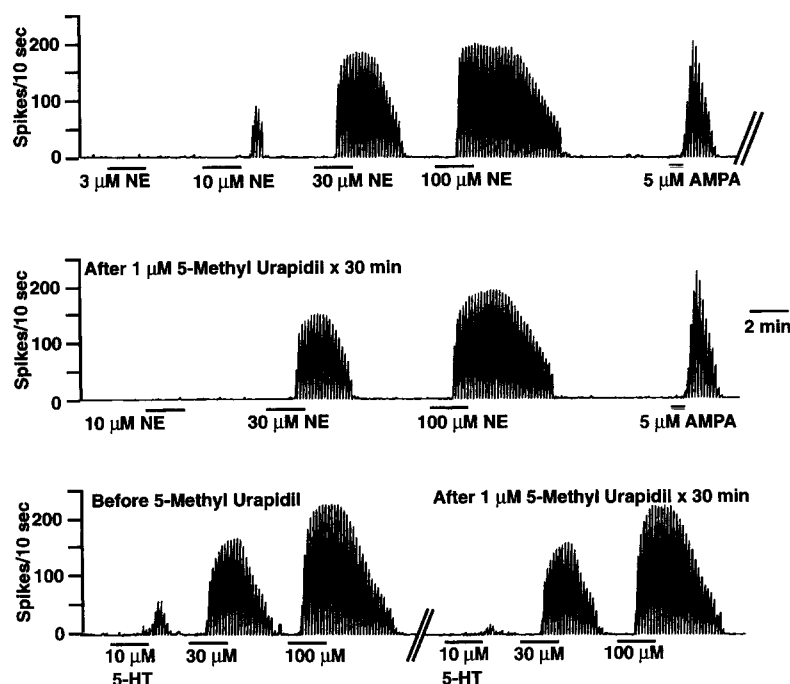 Spikes/10 sec
200
100
0
3 μM NE
10 μM NE
30 μM NE
100 μM NE
5 μM AMPA
After 1 μM 5-Methyl Urapidil x 30 min
Spikes/10 sec
200
100
0
10 μM NE
30 μM NE
100 μM NE
5 μM AMPA
2 min
Before 5-Methyl Urapidil
After 1 μM 5-Methyl Urapidil x 30 min
Spikes/10 sec
200
100
0
10 μM
5-HT
30 μM
100 μM
10 μM
5-HT
30 μM
100 μM